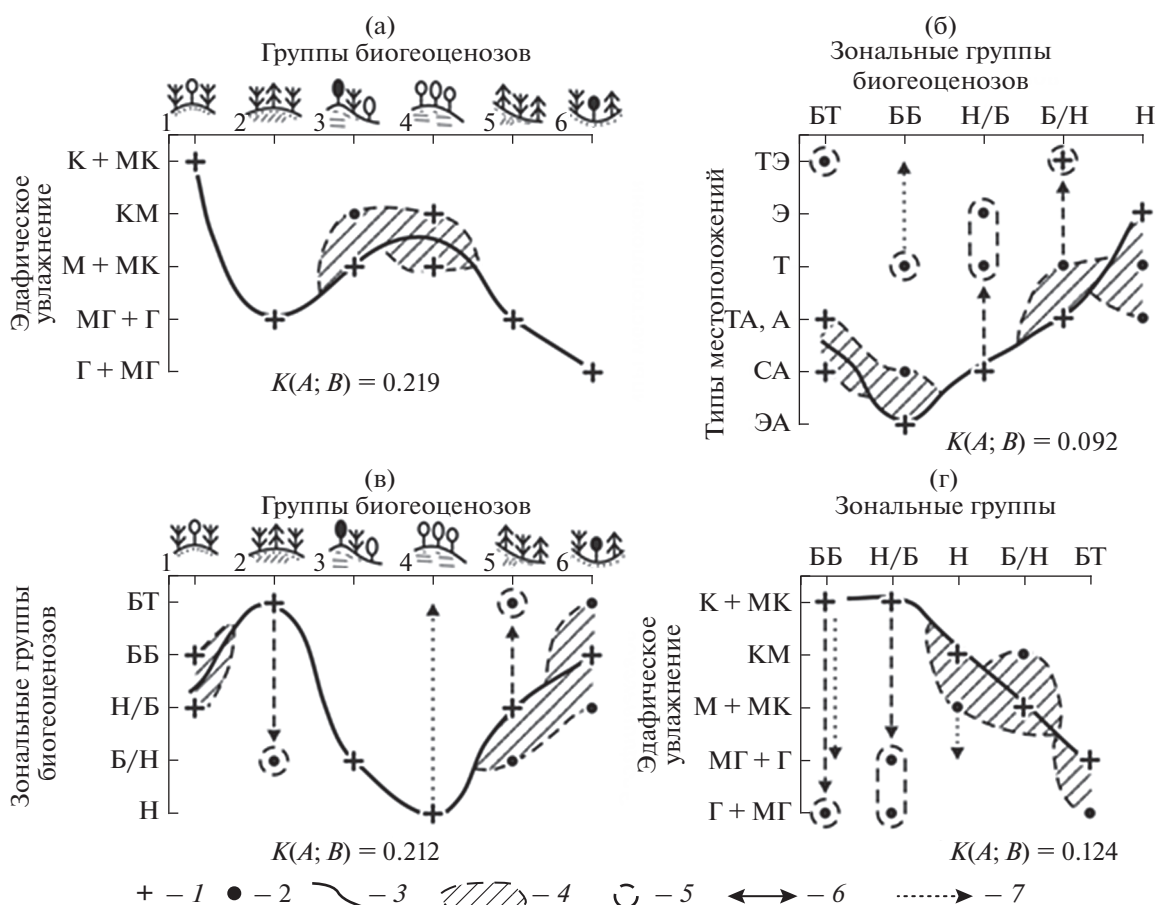 (а)
Группы биогеоценозов
1 2 3 4 5 6
Эдафическое
увлажнение
К + МК
КМ
М + МК
МГ + Г
Г + МГ
K(A; B) = 0.219
(б)
Зональные группы
биогеоценозов
БТ ББ Н/Б Б/Н Н
Типы местоположений
ТЭ
Э
Т
ТА, А
СА
ЭА
K(A; B) = 0.092
(в)
Группы биогеоценозов
1 2 3 4 5 6
Зональные группы
биогеоценозов
БТ
ББ
Н/Б
Б/Н
Н
K(A; B) = 0.212
(г)
Зональные группы
ББ Н/Б Н Б/Н БТ
Эдафическое
увлажнение
К + МК
КМ
М + МК
МГ + Г
Г + МГ
K(A; B) = 0.124
+ – 1 • – 2 – 3 – 4 – 5 – 6 – 7